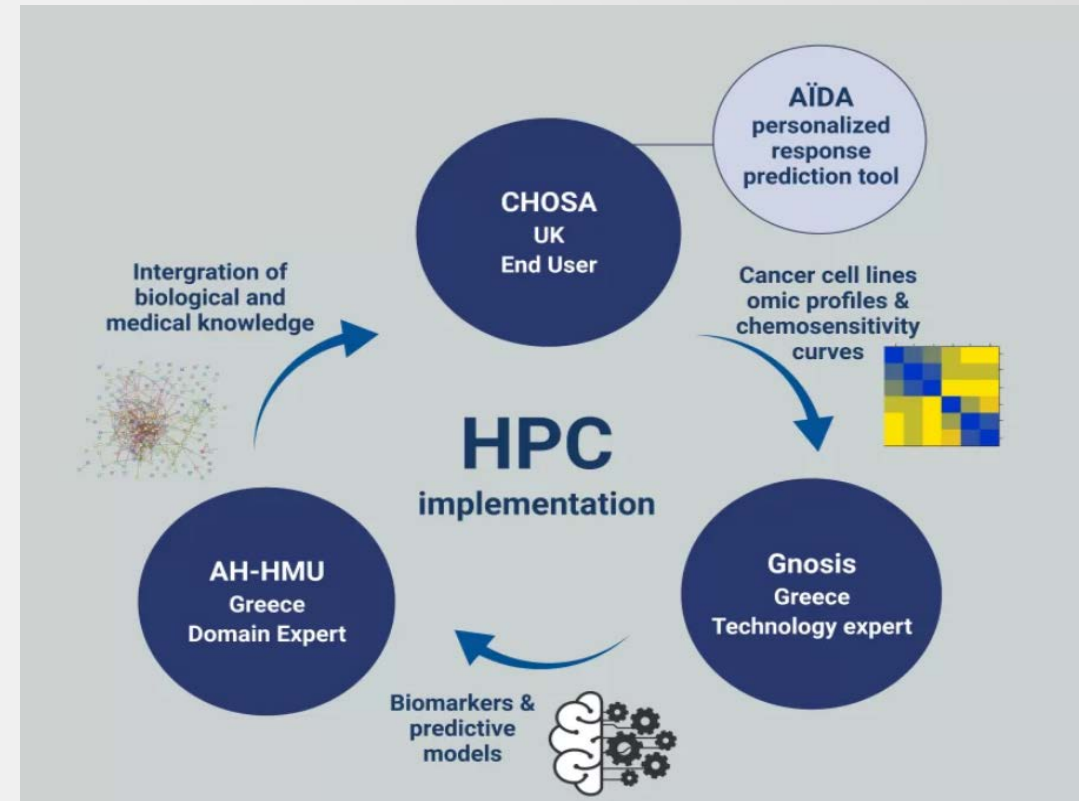 AÏDA
personalized
response
prediction tool
CHOSA
UK
End User
Intergration of
biological and
medical knowledge
Cancer cell lines
omic profiles &
chemosensitivity
curves
HPC
implementation
AH-HMU
Greece
Domain Expert
Gnosis
Greece
Technology expert
Biomarkers &
predictive
models